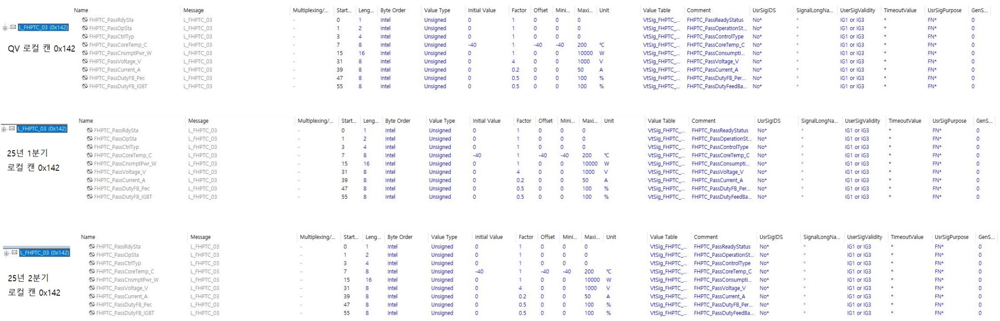 Name Message Multiplexing/... Start... Leng... Byte Order Value Type Initial Value Factor Offset Mini... Maxi... Unit Value Table Comment UsrSigIDS SignalLongNa... UserSigValidity TimeoutValue UsrSigPurpose GenS...
FHPTC_PassRdySta L_FHPTC_03 - 0 1 Intel Unsigned 0 1 0 0 0 VtSig_FHPTC_... FHPTC_PassReadyStatus No* * IG1 or IG3 * FN* 0
L_FHPTC_03 (0x142) FHPTC_PassOpSta L_FHPTC_03 - 1 2 Intel Unsigned 0 1 0 0 0 VtSig_FHPTC_... FHPTC_PassOperationSt... No* * IG1 or IG3 * FN* 0
FHPTC_PassCtrlTyp L_FHPTC_03 - 3 4 Intel Unsigned 0 1 0 0 0 VtSig_FHPTC_... FHPTC_PassControlType No* * IG1 or IG3 * FN* 0
QV 로컬 캔 0x142 FHPTC_PassCoreTemp_C L_FHPTC_03 - 7 8 Intel Unsigned -40 1 -40 -40 200 ℃ VtSig_FHPTC_... FHPTC_PassCoreTemp_C No* * IG1 or IG3 * FN* 0
FHPTC_PassCnsmptPwr_W L_FHPTC_03 - 15 16 Intel Unsigned 0 1 0 0 10000 W VtSig_FHPTC_... FHPTC_PassConsumpti... No* * IG1 or IG3 * FN* 0
FHPTC_PassVoltage_V L_FHPTC_03 - 31 8 Intel Unsigned 0 4 0 0 1000 V VtSig_FHPTC_... FHPTC_PassVoltage_V No* * IG1 or IG3 * FN* 0
FHPTC_PassCurrent_A L_FHPTC_03 - 39 8 Intel Unsigned 0 0.2 0 0 50 A VtSig_FHPTC_... FHPTC_PassCurrent_A No* * IG1 or IG3 * FN* 0
FHPTC_PassDutyFB_Pec L_FHPTC_03 - 47 8 Intel Unsigned 0 0.5 0 0 100 % VtSig_FHPTC_... FHPTC_PassDutyFB_Per... No* * IG1 or IG3 * FN* 0
FHPTC_PassDutyFB_IGBT L_FHPTC_03 - 55 8 Intel Unsigned 0 0.5 0 0 100 % VtSig_FHPTC_... FHPTC_PassDutyFeedBa... No* * IG1 or IG3 * FN* 0
Name Message Multiplexing/... Start... Leng... Byte Order Value Type Initial Value Factor Offset Mini... Maxi... Unit Value Table Comment UsrSigIDS SignalLongNa... UserSigValidity TimeoutValue UsrSigPurpose GenS...
L_FHPTC_03 (0x142) FHPTC_PassRdySta L_FHPTC_03 - 0 1 Intel Unsigned 0 1 0 0 0 VtSig_FHPTC_... FHPTC_PassReadyStatus No* * IG1 or IG3 * FN* 0
FHPTC_PassOpSta L_FHPTC_03 - 1 2 Intel Unsigned 0 1 0 0 0 VtSig_FHPTC_... FHPTC_PassOperationSt... No* * IG1 or IG3 * FN* 0
FHPTC_PassCtrlTyp L_FHPTC_03 - 3 4 Intel Unsigned 0 1 0 0 0 VtSig_FHPTC_... FHPTC_PassControlType No* * IG1 or IG3 * FN* 0
25년 1분기 FHPTC_PassCoreTemp_C L_FHPTC_03 - 7 8 Intel Unsigned -40 1 -40 -40 200 ℃ VtSig_FHPTC_... FHPTC_PassCoreTemp_C No* * IG1 or IG3 * FN* 0
로컬 캔 0x142 FHPTC_PassCnsmptPwr_W L_FHPTC_03 - 15 16 Intel Unsigned 0 1 0 0 10000 W VtSig_FHPTC_... FHPTC_PassConsumpti... No* * IG1 or IG3 * FN* 0
FHPTC_PassVoltage_V L_FHPTC_03 - 31 8 Intel Unsigned 0 4 0 0 1000 V VtSig_FHPTC_... FHPTC_PassVoltage_V No* * IG1 or IG3 * FN* 0
FHPTC_PassCurrent_A L_FHPTC_03 - 39 8 Intel Unsigned 0 0.2 0 0 50 A VtSig_FHPTC_... FHPTC_PassCurrent_A No* * IG1 or IG3 * FN* 0
FHPTC_PassDutyFB_Pec L_FHPTC_03 - 47 8 Intel Unsigned 0 0.5 0 0 100 % VtSig_FHPTC_... FHPTC_PassDutyFB_Per... No* * IG1 or IG3 * FN* 0
FHPTC_PassDutyFB_IGBT L_FHPTC_03 - 55 8 Intel Unsigned 0 0.5 0 0 100 % VtSig_FHPTC_... FHPTC_PassDutyFeedBa... No* * IG1 or IG3 * FN* 0
Name Message Multiplexing/... Start... Leng... Byte Order Value Type Initial Value Factor Offset Mini... Maxi... Unit Value Table Comment UsrSigIDS SignalLongNa... UserSigValidity TimeoutValue UsrSigPurpose GenS...
FHPTC_PassRdySta L_FHPTC_03 - 0 1 Intel Unsigned 0 1 0 0 0 VtSig_FHPTC_... FHPTC_PassReadyStatus No* * IG1 or IG3 * FN* 0
L_FHPTC_03 (0x142) FHPTC_PassOpSta L_FHPTC_03 - 1 2 Intel Unsigned 0 1 0 0 0 VtSig_FHPTC_... FHPTC_PassOperationSt... No* * IG1 or IG3 * FN* 0
FHPTC_PassCtrlTyp L_FHPTC_03 - 3 4 Intel Unsigned 0 1 0 0 0 VtSig_FHPTC_... FHPTC_PassControlType No* * IG1 or IG3 * FN* 0
FHPTC_PassCoreTemp_C L_FHPTC_03 - 7 8 Intel Unsigned -40 1 -40 -40 200 ℃ VtSig_FHPTC_... FHPTC_PassCoreTemp_C No* * IG1 or IG3 * FN* 0
25년 2분기 FHPTC_PassCnsmptPwr_W L_FHPTC_03 - 15 16 Intel Unsigned 0 1 0 0 10000 W VtSig_FHPTC_... FHPTC_PassConsumpti... No* * IG1 or IG3 * FN* 0
로컬 캔 0x142 FHPTC_PassVoltage_V L_FHPTC_03 - 31 8 Intel Unsigned 0 4 0 0 1000 V VtSig_FHPTC_... FHPTC_PassVoltage_V No* * IG1 or IG3 * FN* 0
FHPTC_PassCurrent_A L_FHPTC_03 - 39 8 Intel Unsigned 0 0.2 0 0 50 A VtSig_FHPTC_... FHPTC_PassCurrent_A No* * IG1 or IG3 * FN* 0
FHPTC_PassDutyFB_Pec L_FHPTC_03 - 47 8 Intel Unsigned 0 0.5 0 0 100 % VtSig_FHPTC_... FHPTC_PassDutyFB_Per... No* * IG1 or IG3 * FN* 0
FHPTC_PassDutyFB_IGBT L_FHPTC_03 - 55 8 Intel Unsigned 0 0.5 0 0 100 % VtSig_FHPTC_... FHPTC_PassDutyFeedBa... No* * IG1 or IG3 * FN* 0